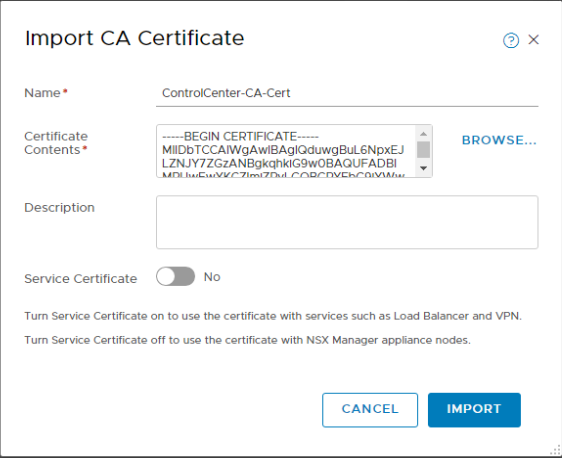 Import CA Certificate
Name*
ControlCenter-CA-Cert
Certificate
Contents*
-----BEGIN CERTIFICATE-----
MIIDbTCCAlWgAwIBAgIQduwgBuL6NpxEJ
LZNJY7ZGzANBgkqhkiG9w0BAQUFADBI
BROWSE...
Description
Service Certificate
No
Turn Service Certificate on to use the certificate with services such as Load Balancer and VPN.
Turn Service Certificate off to use the certificate with NSX Manager appliance nodes.
CANCEL
IMPORT